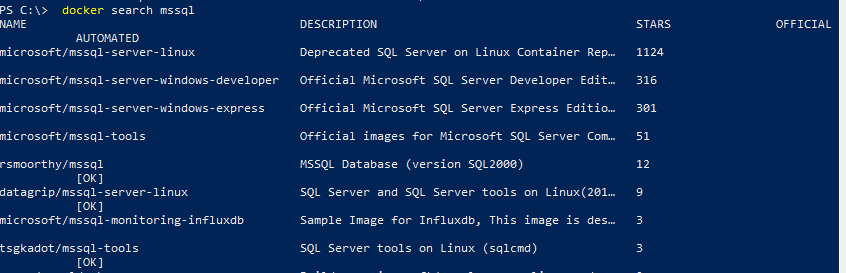 PS C:\> docker search mssql
NAME DESCRIPTION STARS OFFICIAL
AUTOMATED
microsoft/mssql-server-linux Deprecated SQL Server on Linux Container Rep… 1124
microsoft/mssql-server-windows-developer Official Microsoft SQL Server Developer Edit… 316
microsoft/mssql-server-windows-express Official Microsoft SQL Server Express Editio… 301
microsoft/mssql-tools Official images for Microsoft SQL Server Com… 51
rsmoorthy/mssql MSSQL Database (version SQL2000) 12
[OK]
datagrip/mssql-server-linux SQL Server and SQL Server tools on Linux(201… 9
[OK]
microsoft/mssql-monitoring-influxdb Sample Image for Influxdb, This image is des… 3
tsgkadot/mssql-tools SQL Server tools on Linux (sqlcmd) 3
[OK]